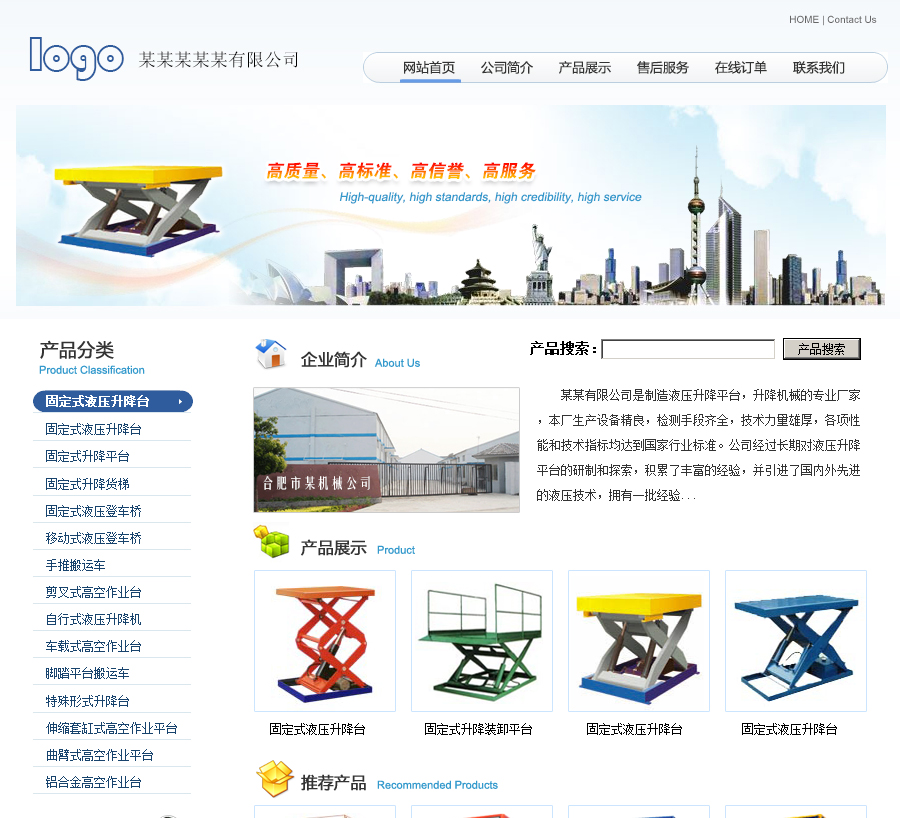 HOME | Contact Us
logo 某某某某某有限公司
网站首页 公司简介 产品展示 售后服务 在线订单 联系我们
高质量、高标准、高信誉、高服务
High-quality, high standards, high credibility, high service
产品分类
Product Classification
固定式液压升降台
固定式液压升降台
固定式升降平台
固定式升降货梯
固定式液压登车桥
移动式液压登车桥
手推搬运车
剪叉式高空作业台
自行式液压升降机
车载式高空作业台
脚踏平台搬运车
特殊形式升降台
伸缩套缸式高空作业平台
曲臂式高空作业平台
铝合金高空作业台
企业简介 About Us
产品搜索： 产品搜索
合肥市某机械公司
某某有限公司是制造液压升降平台，升降机械的专业厂家
，本厂生产设备精良，检测手段齐全，技术力量雄厚，各项性
能和技术指标均达到国家行业标准。公司经过长期对液压升降
平台的研制和探索，积累了丰富的经验，并引进了国内外先进
的液压技术，拥有一批经验...
产品展示 Product
固定式液压升降台 固定式升降装卸平台 固定式液压升降台 固定式液压升降台
推荐产品 Recommended Products